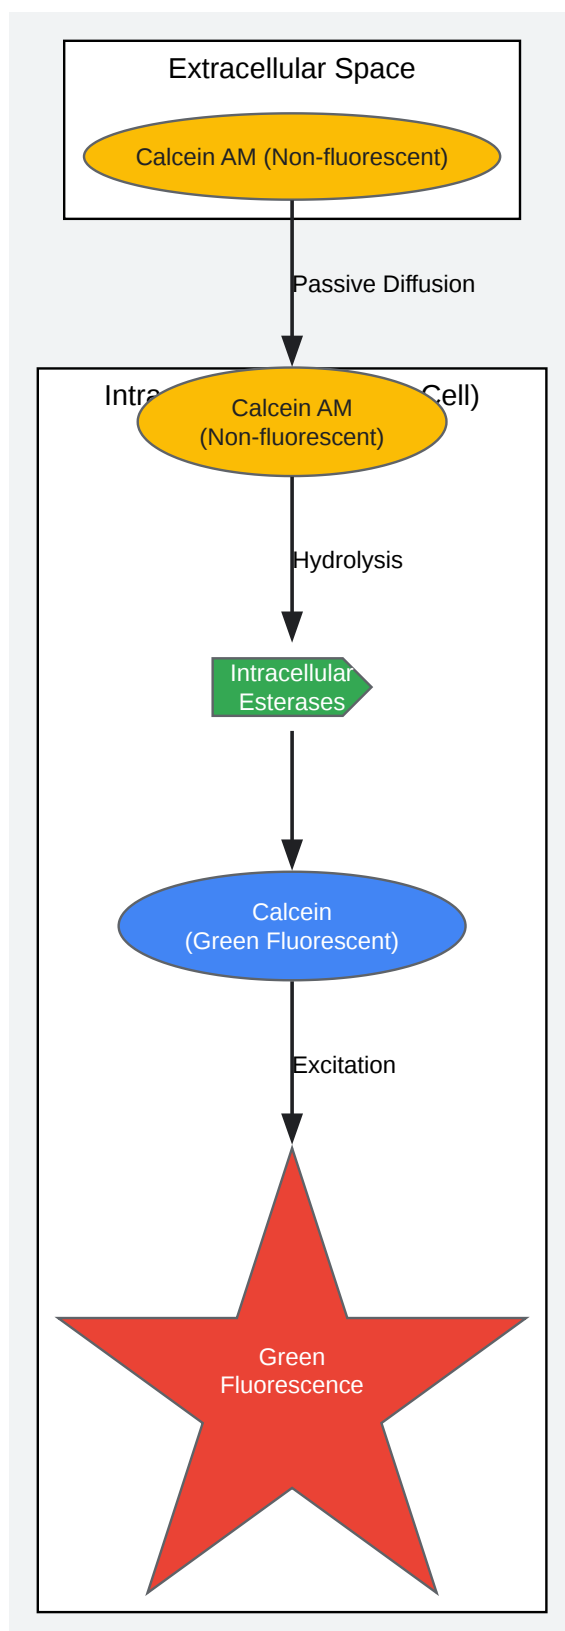 Extracellular Space
Calcein AM (Non-fluorescent)
Passive Diffusion
Cell)
Calcein AM
(Non-fluorescent)
Hydrolysis
Intracellular
Esterases
Calcein
(Green Fluorescent)
Excitation
Green
Fluorescence